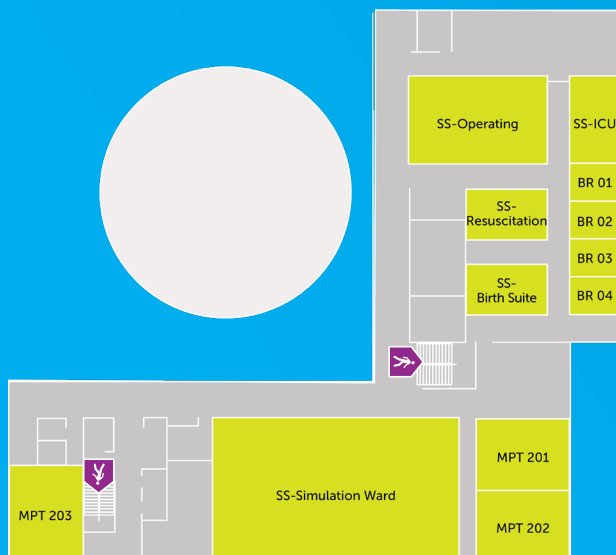 SS-Operating
SS-ICU
BR 01
SS-
Resuscitation
BR 02
BR 03
SS-
Birth Suite
BR 04
MPT 201
SS-Simulation Ward
MPT 203
MPT 202